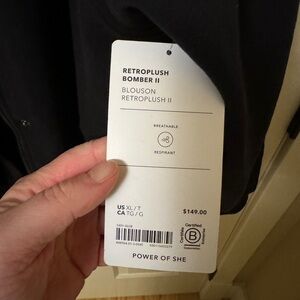 RETROPLUSH
BOMBER II
BLOUSON
RETROPLUSH II
BREATHABLE
RESPIRANT
US XL / T
CA TG / G
$149.00
Certified
B
Corporation
POWER OF SHE